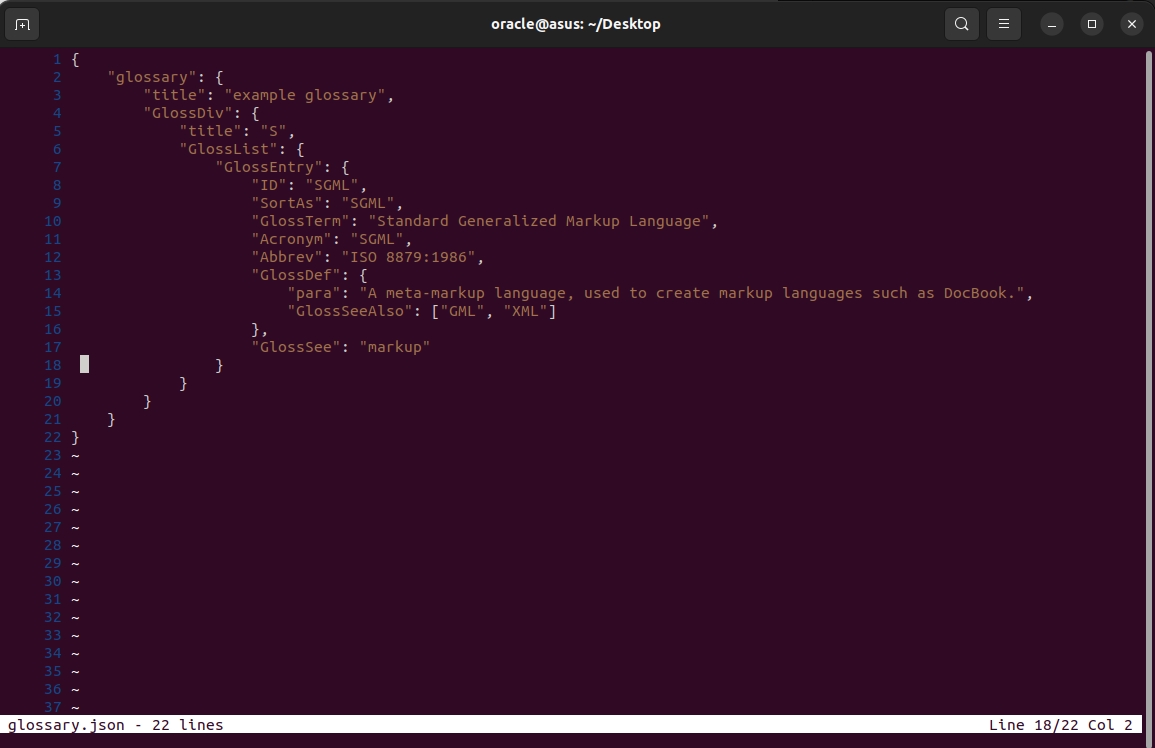 oracle@asus: ~/Desktop
1 {
2     "glossary": {
3         "title": "example glossary",
4         "GlossDiv": {
5             "title": "S",
6             "GlossList": {
7                 "GlossEntry": {
8                     "ID": "SGML",
9                     "SortAs": "SGML",
10                     "GlossTerm": "Standard Generalized Markup Language",
11                     "Acronym": "SGML",
12                     "Abbrev": "ISO 8879:1986",
13                     "GlossDef": {
14                         "para": "A meta-markup language, used to create markup languages such as DocBook.",
15                         "GlossSeeAlso": ["GML", "XML"]
16                     },
17                     "GlossSee": "markup"
18                 }
19             }
20         }
21     }
22 }
23 ~
24 ~
25 ~
26 ~
27 ~
28 ~
29 ~
30 ~
31 ~
32 ~
33 ~
34 ~
35 ~
36 ~
37 ~
glossary.json - 22 lines Line 18/22 Col 2